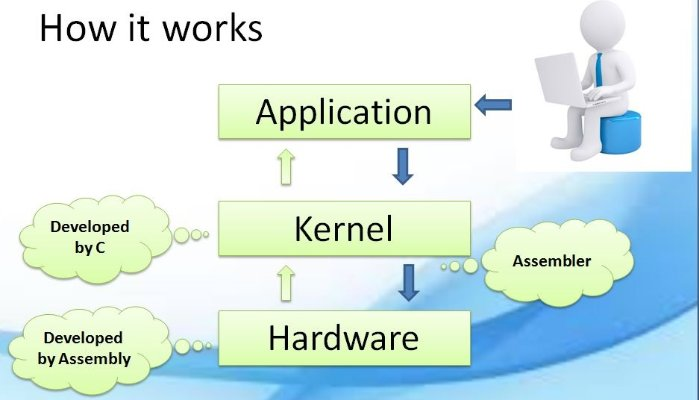 How it works
Application
Developed
by C
Kernel
Assembler
Developed
by Assembly
Hardware